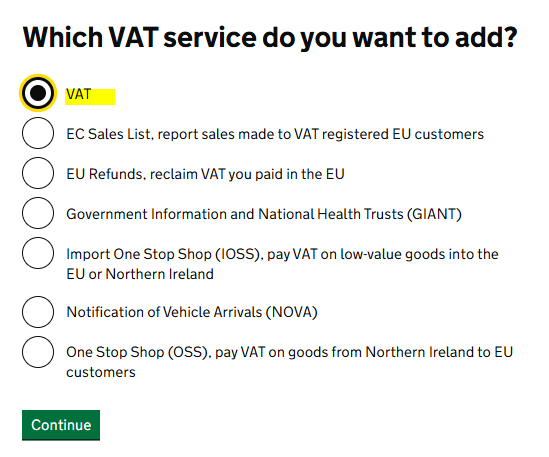 Which VAT service do you want to add?
VAT
EC Sales List, report sales made to VAT registered EU customers
EU Refunds, reclaim VAT you paid in the EU
Government Information and National Health Trusts (GIANT)
Import One Stop Shop (IOSS), pay VAT on low-value goods into the
EU or Northern Ireland
Notification of Vehicle Arrivals (NOVA)
One Stop Shop (OSS), pay VAT on goods from Northern Ireland to EU
customers
Continue